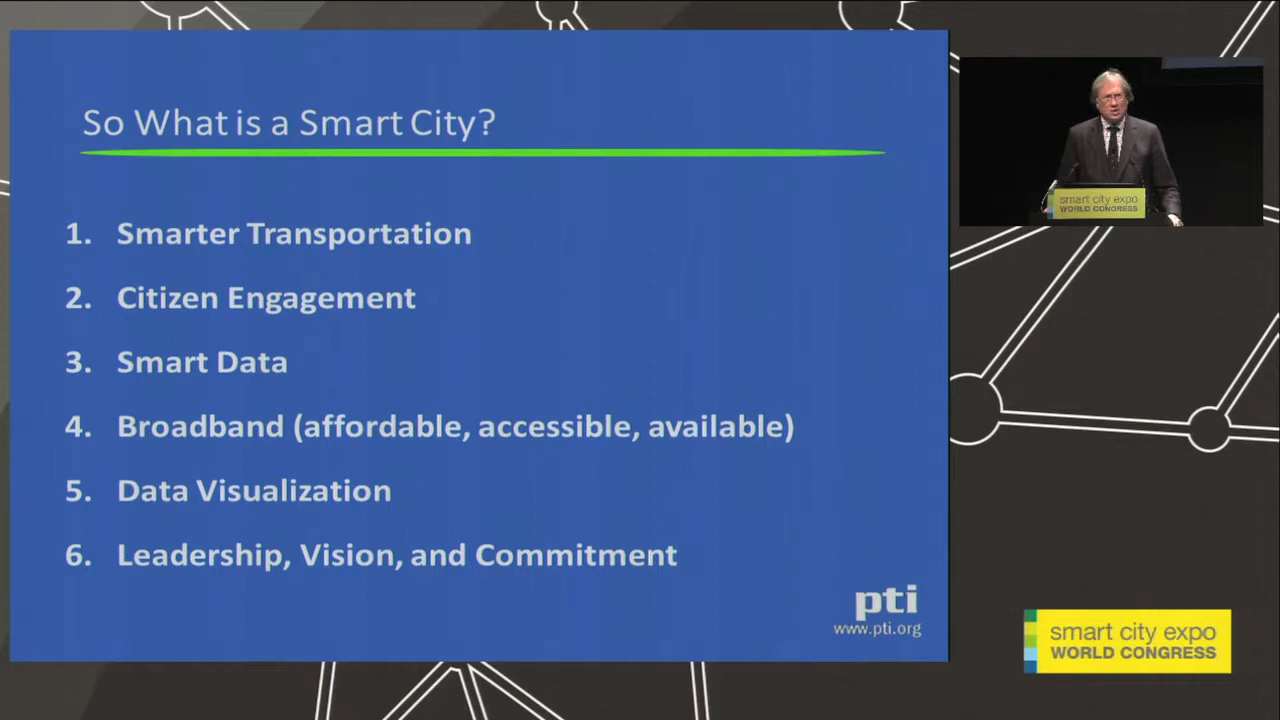 So What is a Smart City?
1. Smarter Transportation
2. Citizen Engagement
3. Smart Data
4. Broadband (affordable, accessible, available)
5. Data Visualization
6. Leadership, Vision, and Commitment
pti
www.pti.org
smart city expo
WORLD CONGRESS
smart city expo
WORLD CONGRESS